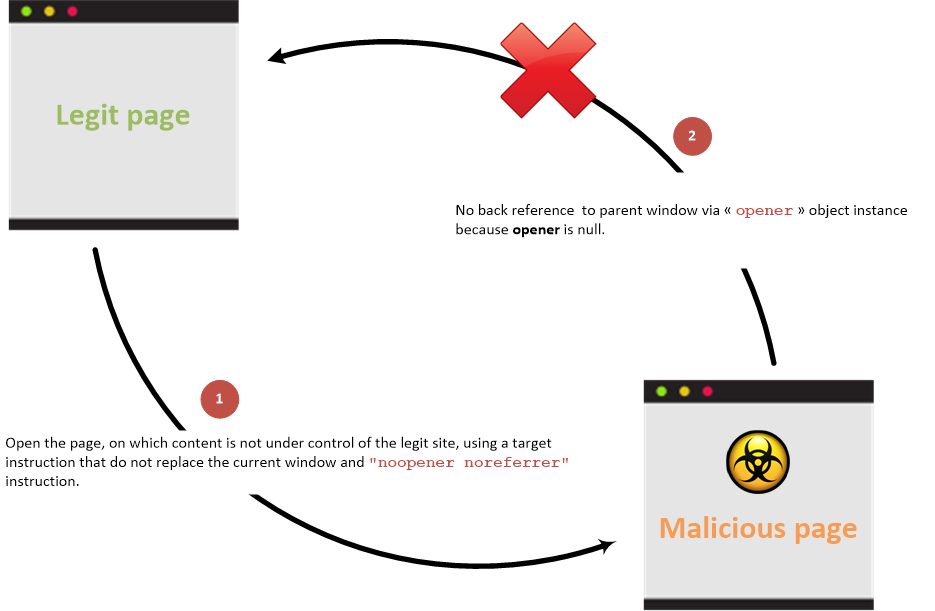 Legit page
2
No back reference  to parent window via « opener » object instance
because opener is null.
1
Open the page, on which content is not under control of the legit site, using a target
instruction that do not replace the current window and "noopener noreferrer"
instruction.
Malicious page